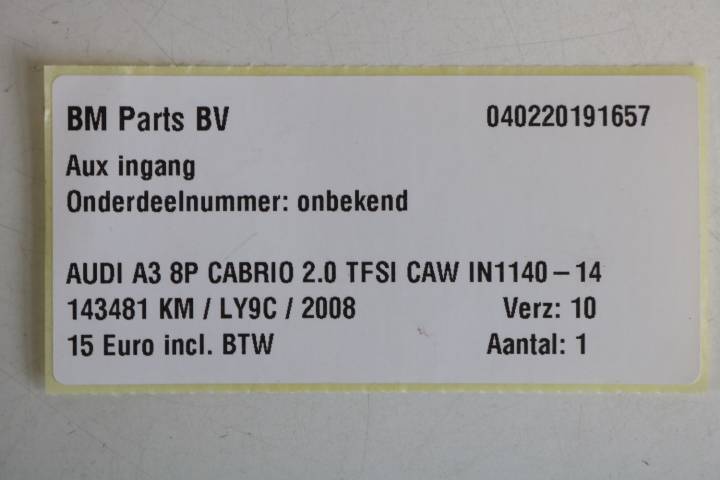 BM Parts BV 040220191657
Aux ingang
Onderdeelnummer: onbekend
AUDI A3 8P CABRIO 2.0 TFSI CAW IN1140-14
143481 KM / LY9C / 2008 Verz: 10
15 Euro incl. BTW Aantal: 1